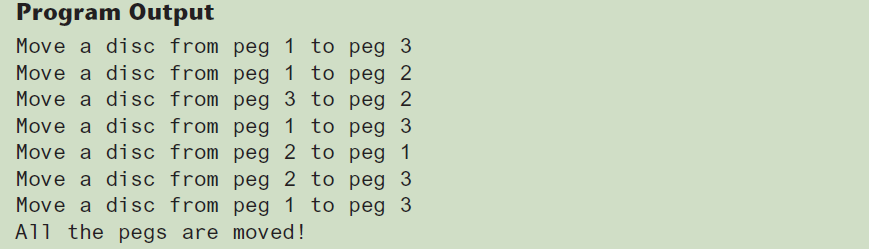 Program Output
Move a disc from peg 1 to peg 3
Move a disc from peg 1 to peg 2
Move a disc from peg 3 to peg 2
Move a disc from peg 1 to peg 3
Move a disc from peg 2 to peg 1
Move a disc from peg 2 to peg 3
Move a disc from peg 1 to peg 3
All the pegs are moved!